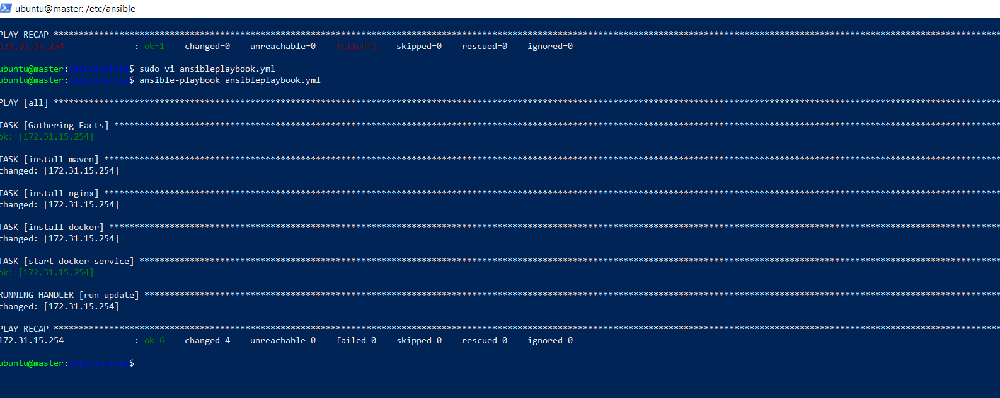 ubuntu@master: /etc/ansible
PLAY RECAP ****************************************************************************************************************************************************************************************************
172.31.15.254 : ok=1 changed=0 unreachable=0 failed=1 skipped=0 rescued=0 ignored=0
ubuntu@master:/etc/ansible$ sudo vi ansibleplaybook.yml
ubuntu@master:/etc/ansible$ ansible-playbook ansibleplaybook.yml
PLAY [all] ****************************************************************************************************************************************************************************************************
TASK [Gathering Facts] ****************************************************************************************************************************************************************************************
ok: [172.31.15.254]
TASK [install maven] ******************************************************************************************************************************************************************************************
changed: [172.31.15.254]
TASK [install nginx] ******************************************************************************************************************************************************************************************
changed: [172.31.15.254]
TASK [install docker] *****************************************************************************************************************************************************************************************
changed: [172.31.15.254]
TASK [start docker service] ***********************************************************************************************************************************************************************************
ok: [172.31.15.254]
RUNNING HANDLER [run update] **********************************************************************************************************************************************************************************
changed: [172.31.15.254]
PLAY RECAP ****************************************************************************************************************************************************************************************************
172.31.15.254 : ok=6 changed=4 unreachable=0 failed=0 skipped=0 rescued=0 ignored=0
ubuntu@master:/etc/ansible$